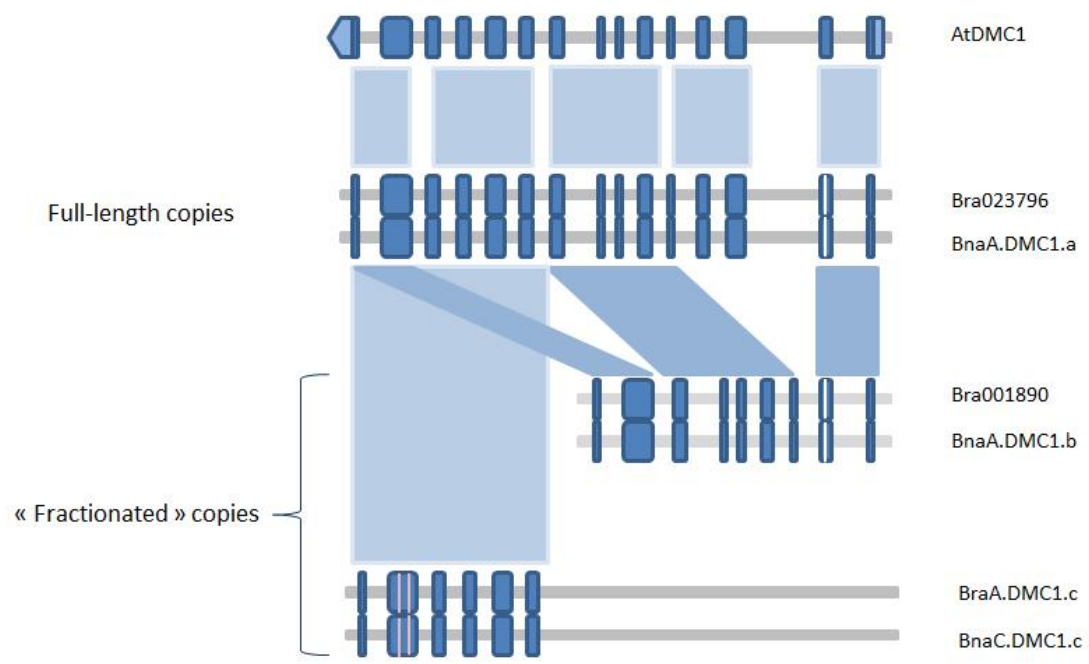 AtDMC1
Full-length copies
Bra023796
BnaA.DMC1.a
Bra001890
BnaA.DMC1.b
« Fractionated » copies
BraA.DMC1.c
BnaC.DMC1.c